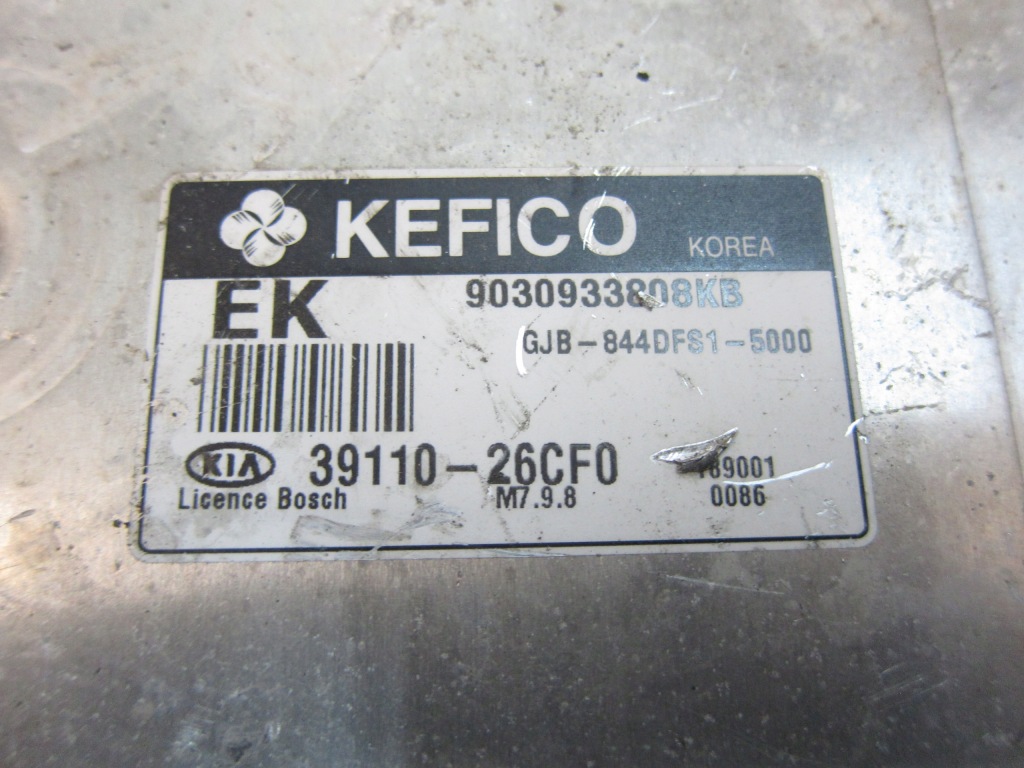 KEFICO KOREA
EK 9030933808KB
GJB-844DFS1-5000
KIA 39110-26CF0
Licence Bosch M7.9.8 0086